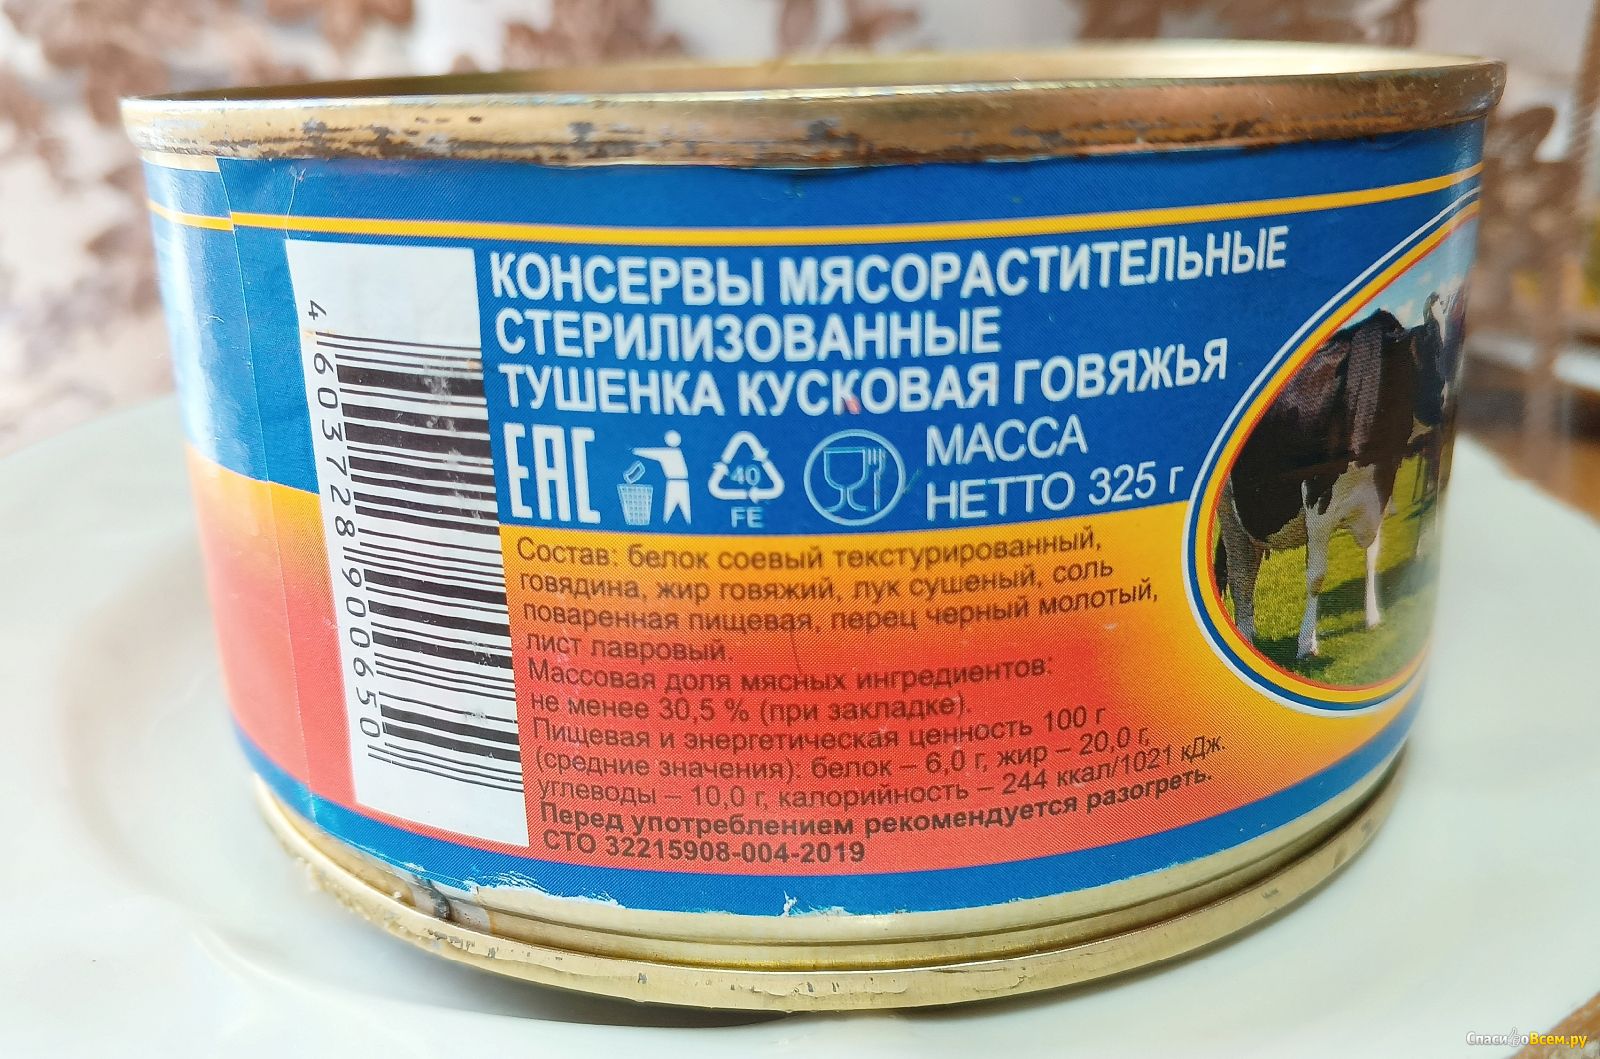 КОНСЕРВЫ МЯСОРАСТИТЕЛЬНЫЕ
СТЕРИЛИЗОВАННЫЕ
ТУШЕНКА КУСКОВАЯ ГОВЯЖЬЯ
EAC
40
FE
МАССА
НЕТТО 325 г
Состав: белок соевый текстурированный,
говядина, жир говяжий, лук сушеный, соль
поваренная пищевая, перец черный молотый,
лист лавровый.
Массовая доля мясных ингредиентов:
не менее 30,5 % (при закладке).
Пищевая и энергетическая ценность 100 г
(средние значения): белок – 6,0 г, жир – 20,0 г,
углеводы – 10,0 г, калорийность – 244 ккал/1021 кДж.
Перед употреблением рекомендуется разогреть.
СТО 32215908-004-2019
4 603728 900650
СпасибоВсем.ру